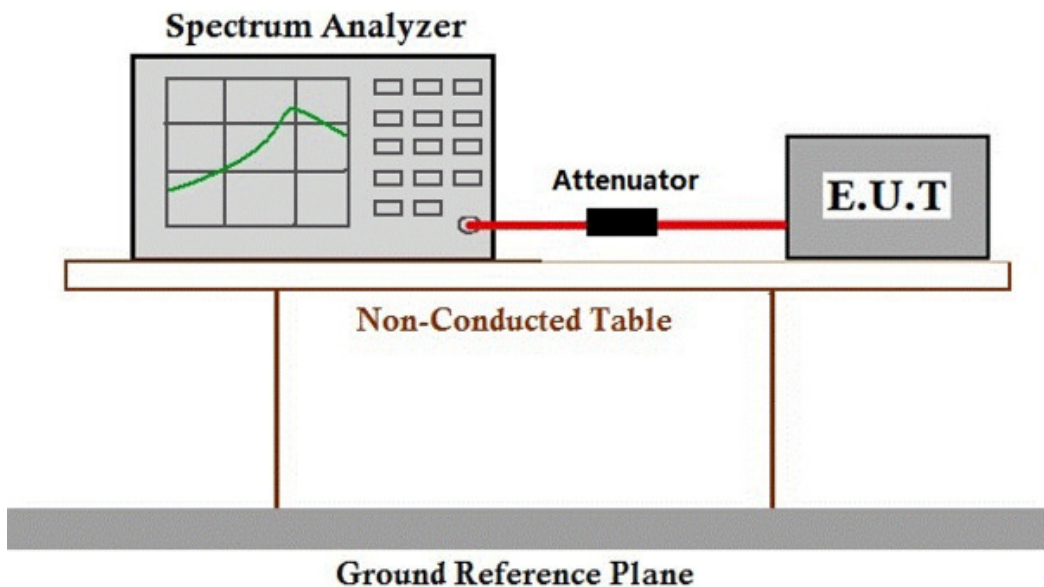 Spectrum Analyzer
Attenuator
E.U.T
Non-Conducted Table
Ground Reference Plane